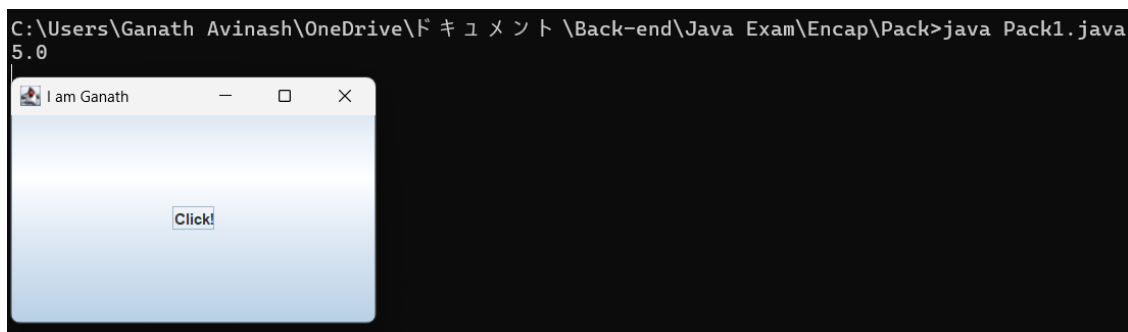 C:\Users\Ganath Avinash\OneDrive\ドキュメント\Back-end\Java Exam\Encap\Pack>java Pack1.java
5.0
I am Ganath
Click!